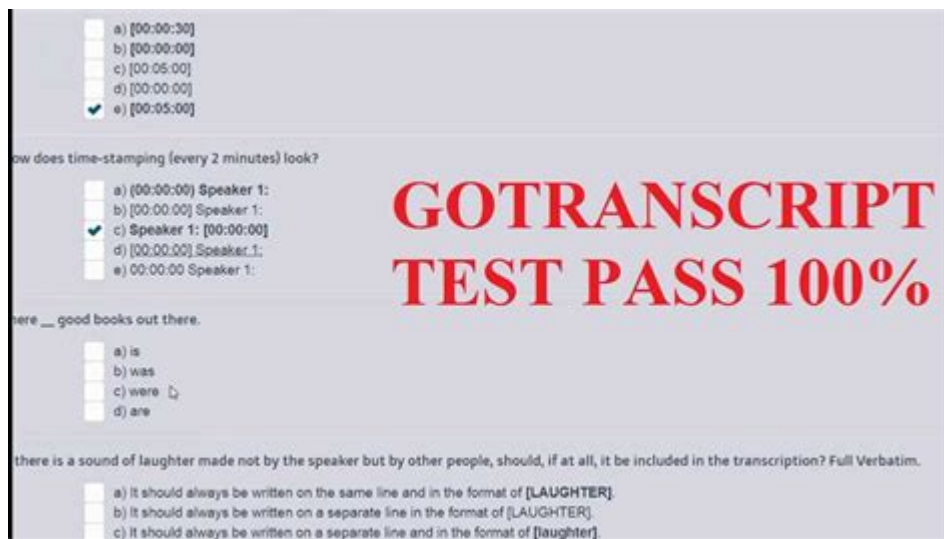 a) [00:00:30]
b) [00:00:00]
c) [00:05:00]
d) [00:00:00]
e) [00:05:00]
ow does time-stamping (every 2 minutes) look?
a) (00:00:00) Speaker 1:
b) [00:00:00] Speaker 1:
c) Speaker 1: [00:00:00]
d) [00:00:00] Speaker 1:
e) 00:00:00 Speaker 1:
GOTRANSCRIPT
TEST PASS 100%
here __ good books out there.
a) is
b) was
c) were
d) are
there is a sound of laughter made not by the speaker but by other people, should, if at all, it be included in the transcription? Full Verbatim.
a) It should always be written on the same line and in the format of [LAUGHTER].
b) It should always be written on a separate line in the format of [LAUGHTER].
c) It should always be written on a separate line and in the format of [laughter].